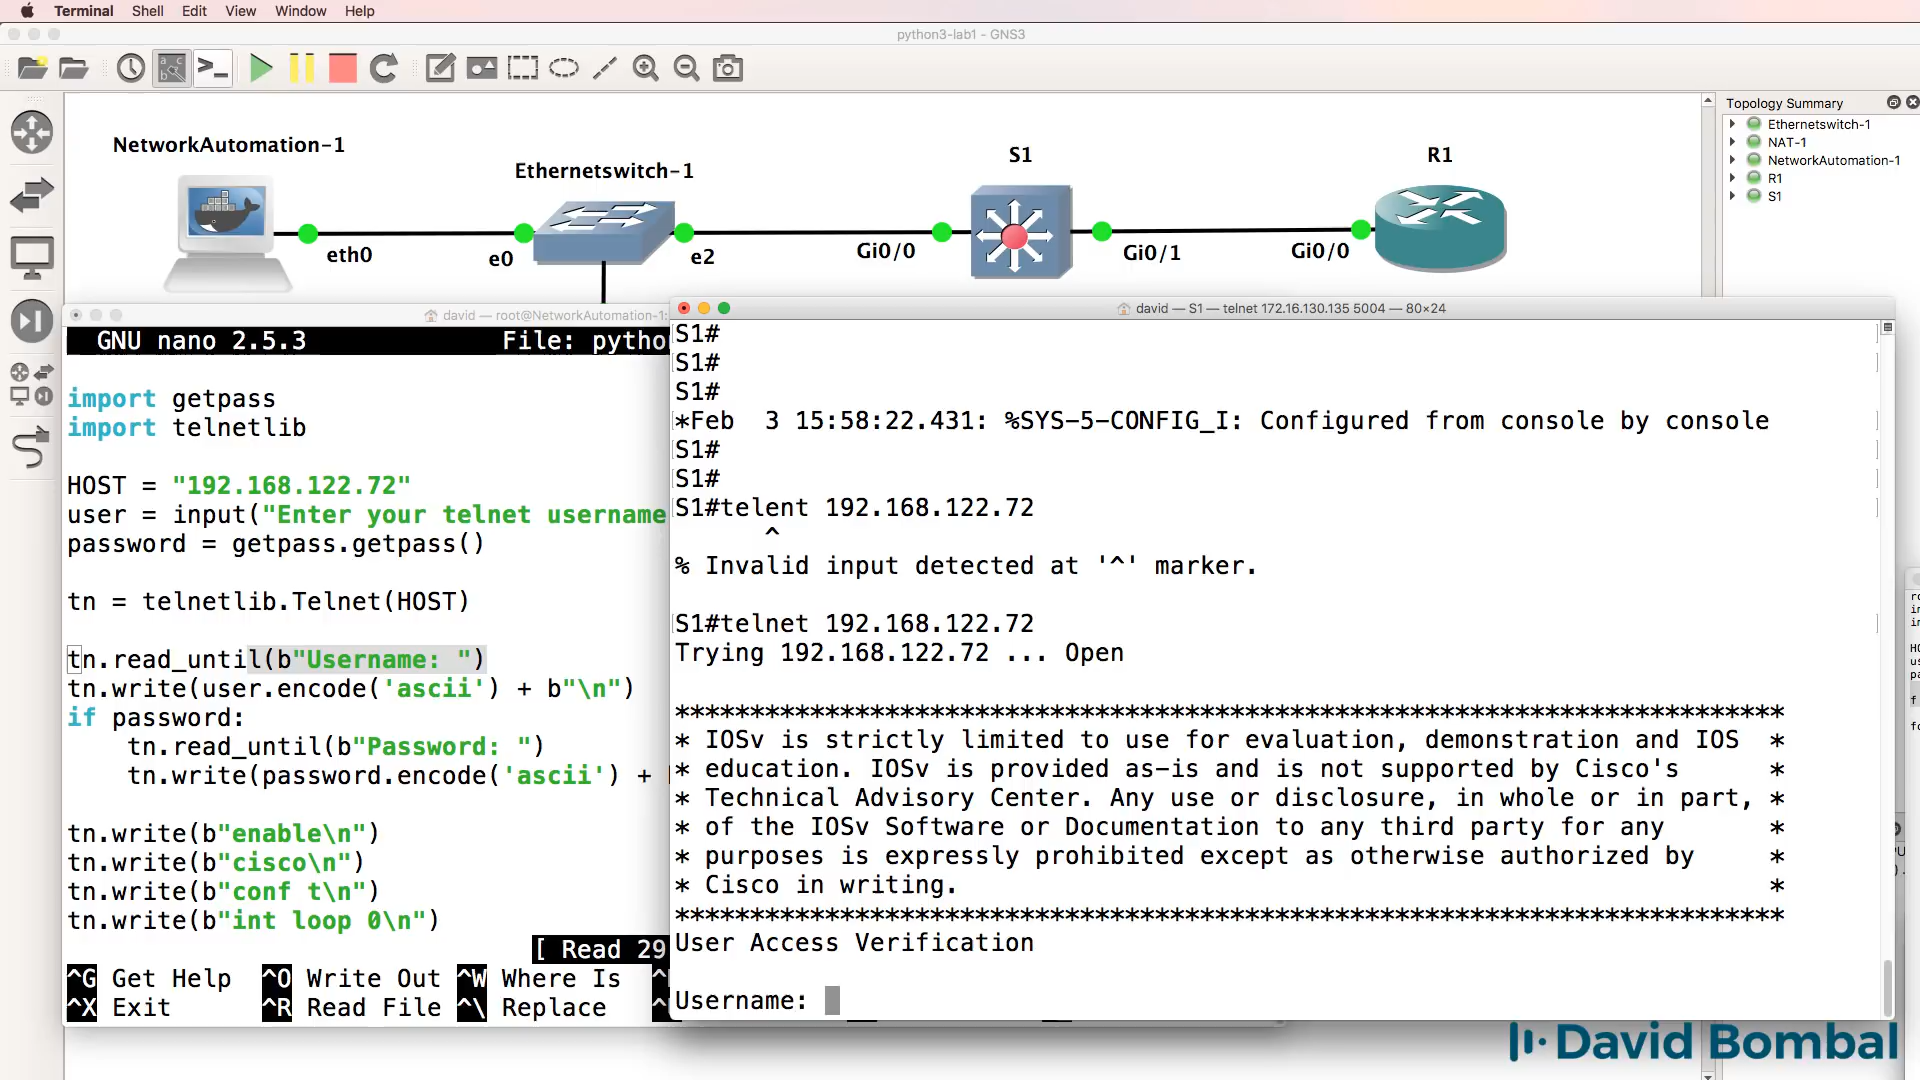 Terminal Shell Edit View Window Help
python3-lab1 - GNS3
Topology Summary
Ethernetswitch-1
NAT-1
NetworkAutomation-1
R1
S1
NetworkAutomation-1
Ethernetswitch-1
S1
R1
eth0
e0
e2
Gi0/0
Gi0/1
Gi0/0
david — root@NetworkAutomation-1:
GNU nano 2.5.3 File: pytho
import getpass
import telnetlib
HOST = "192.168.122.72"
user = input("Enter your telnet username
password = getpass.getpass()
tn = telnetlib.Telnet(HOST)
tn.read_until(b"Username: ")
tn.write(user.encode('ascii') + b"\n")
if password:
tn.read_until(b"Password: ")
tn.write(password.encode('ascii') +
tn.write(b"enable\n")
tn.write(b"cisco\n")
tn.write(b"conf t\n")
tn.write(b"int loop 0\n")
[ Read 29
^G Get Help ^O Write Out ^W Where Is
^X Exit ^R Read File ^\ Replace
david — S1 — telnet 172.16.130.135 5004 — 80×24
S1#
S1#
S1#
*Feb  3 15:58:22.431: %SYS-5-CONFIG_I: Configured from console by console
S1#
S1#
S1#telent 192.168.122.72
^
% Invalid input detected at '^' marker.
S1#telnet 192.168.122.72
Trying 192.168.122.72 ... Open
**************************************************************************
* IOSv is strictly limited to use for evaluation, demonstration and IOS  *
* education. IOSv is provided as-is and is not supported by Cisco's      *
* Technical Advisory Center. Any use or disclosure, in whole or in part, *
* of the IOSv Software or Documentation to any third party for any       *
* purposes is expressly prohibited except as otherwise authorized by     *
* Cisco in writing.                                                      *
**************************************************************************
User Access Verification
Username:
David Bombal